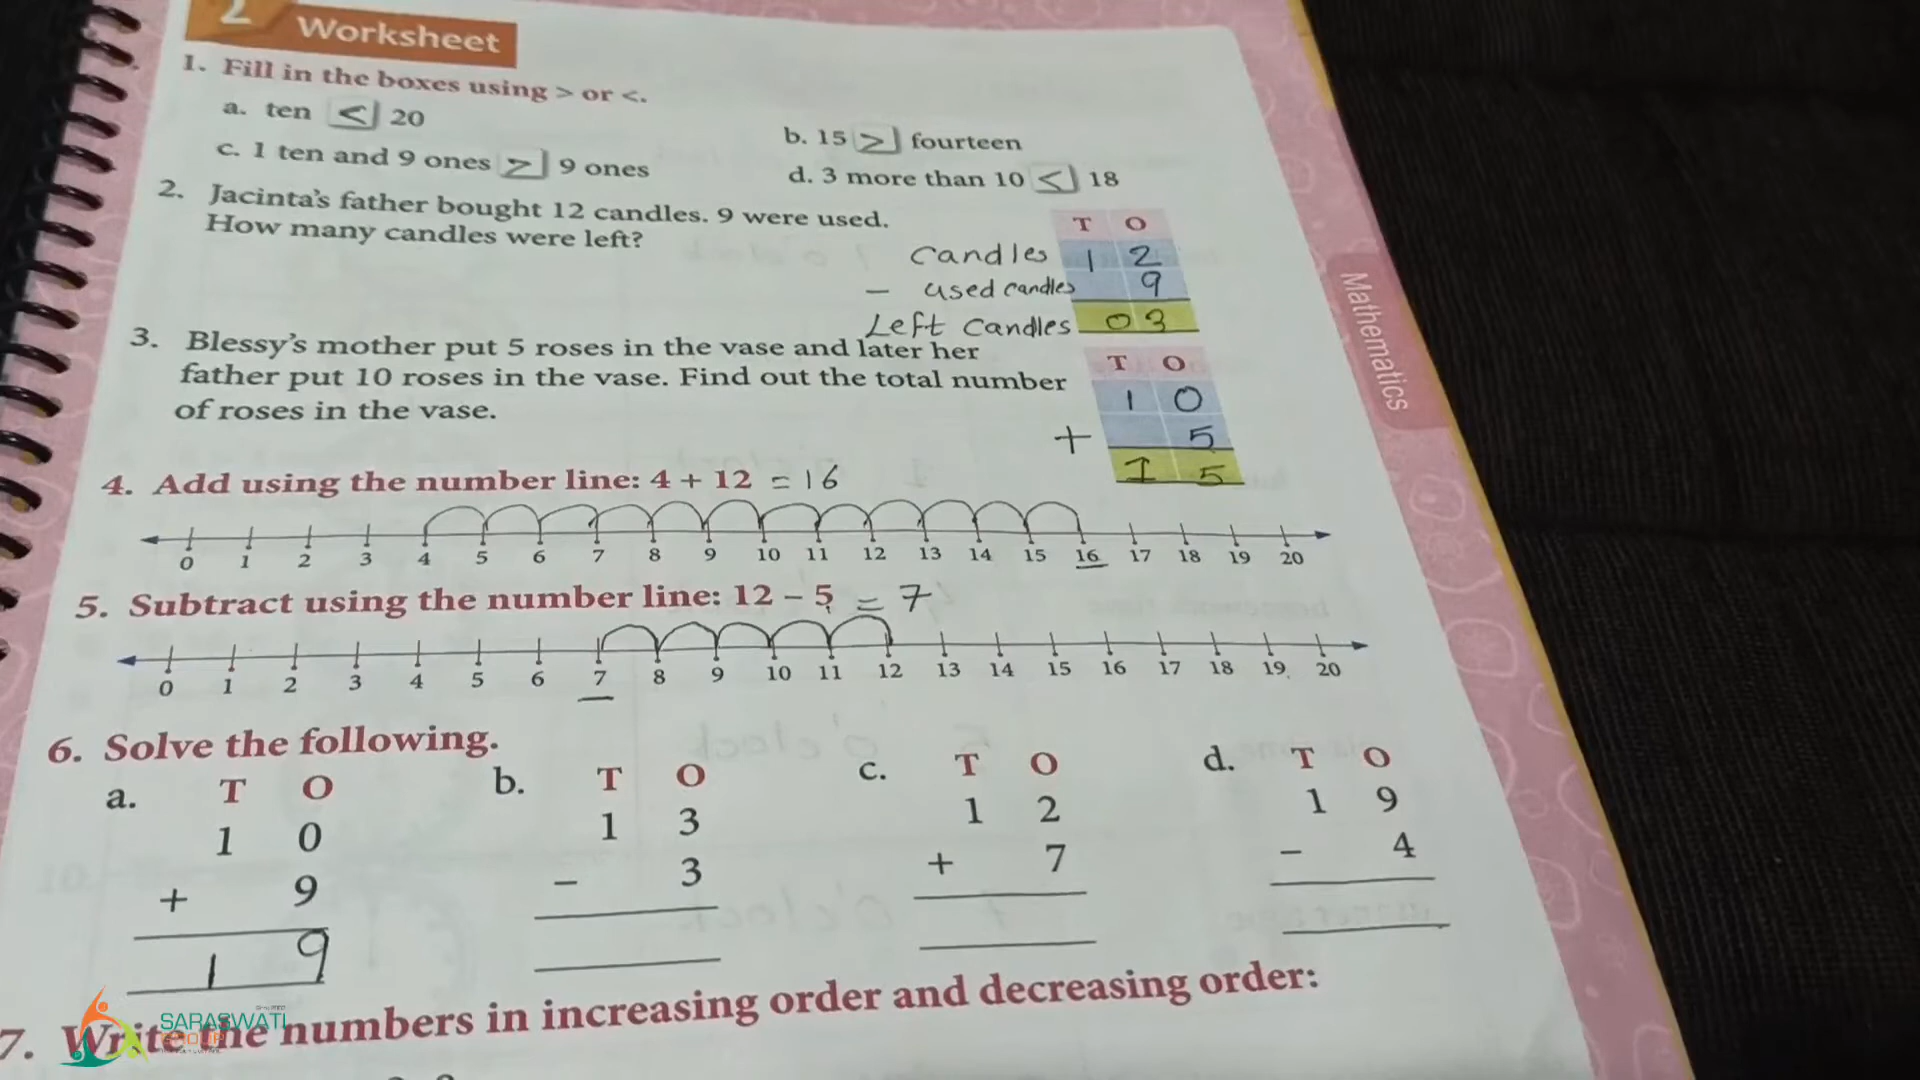 2 Worksheet
1. Fill in the boxes using > or <.
a. ten < 20
b. 15 > fourteen
c. 1 ten and 9 ones > 9 ones
d. 3 more than 10 < 18
2. Jacinta's father bought 12 candles. 9 were used.
How many candles were left?
T O
Candles 1 2
- used candles 9
Left Candles 0 3
3. Blessy's mother put 5 roses in the vase and later her
father put 10 roses in the vase. Find out the total number
of roses in the vase.
T O
1 0
+ 5
1 5
4. Add using the number line: 4 + 12 = 16
0 1 2 3 4 5 6 7 8 9 10 11 12 13 14 15 16 17 18 19 20
5. Subtract using the number line: 12 - 5 = 7
0 1 2 3 4 5 6 7 8 9 10 11 12 13 14 15 16 17 18 19 20
6. Solve the following.
a. T O
1 0
+ 9
1 9
b. T O
1 3
- 3
c. T O
1 2
+ 7
d. T O
1 9
- 4
7. Write the numbers in increasing order and decreasing order:
Mathematics
SARASWATI
GROUP